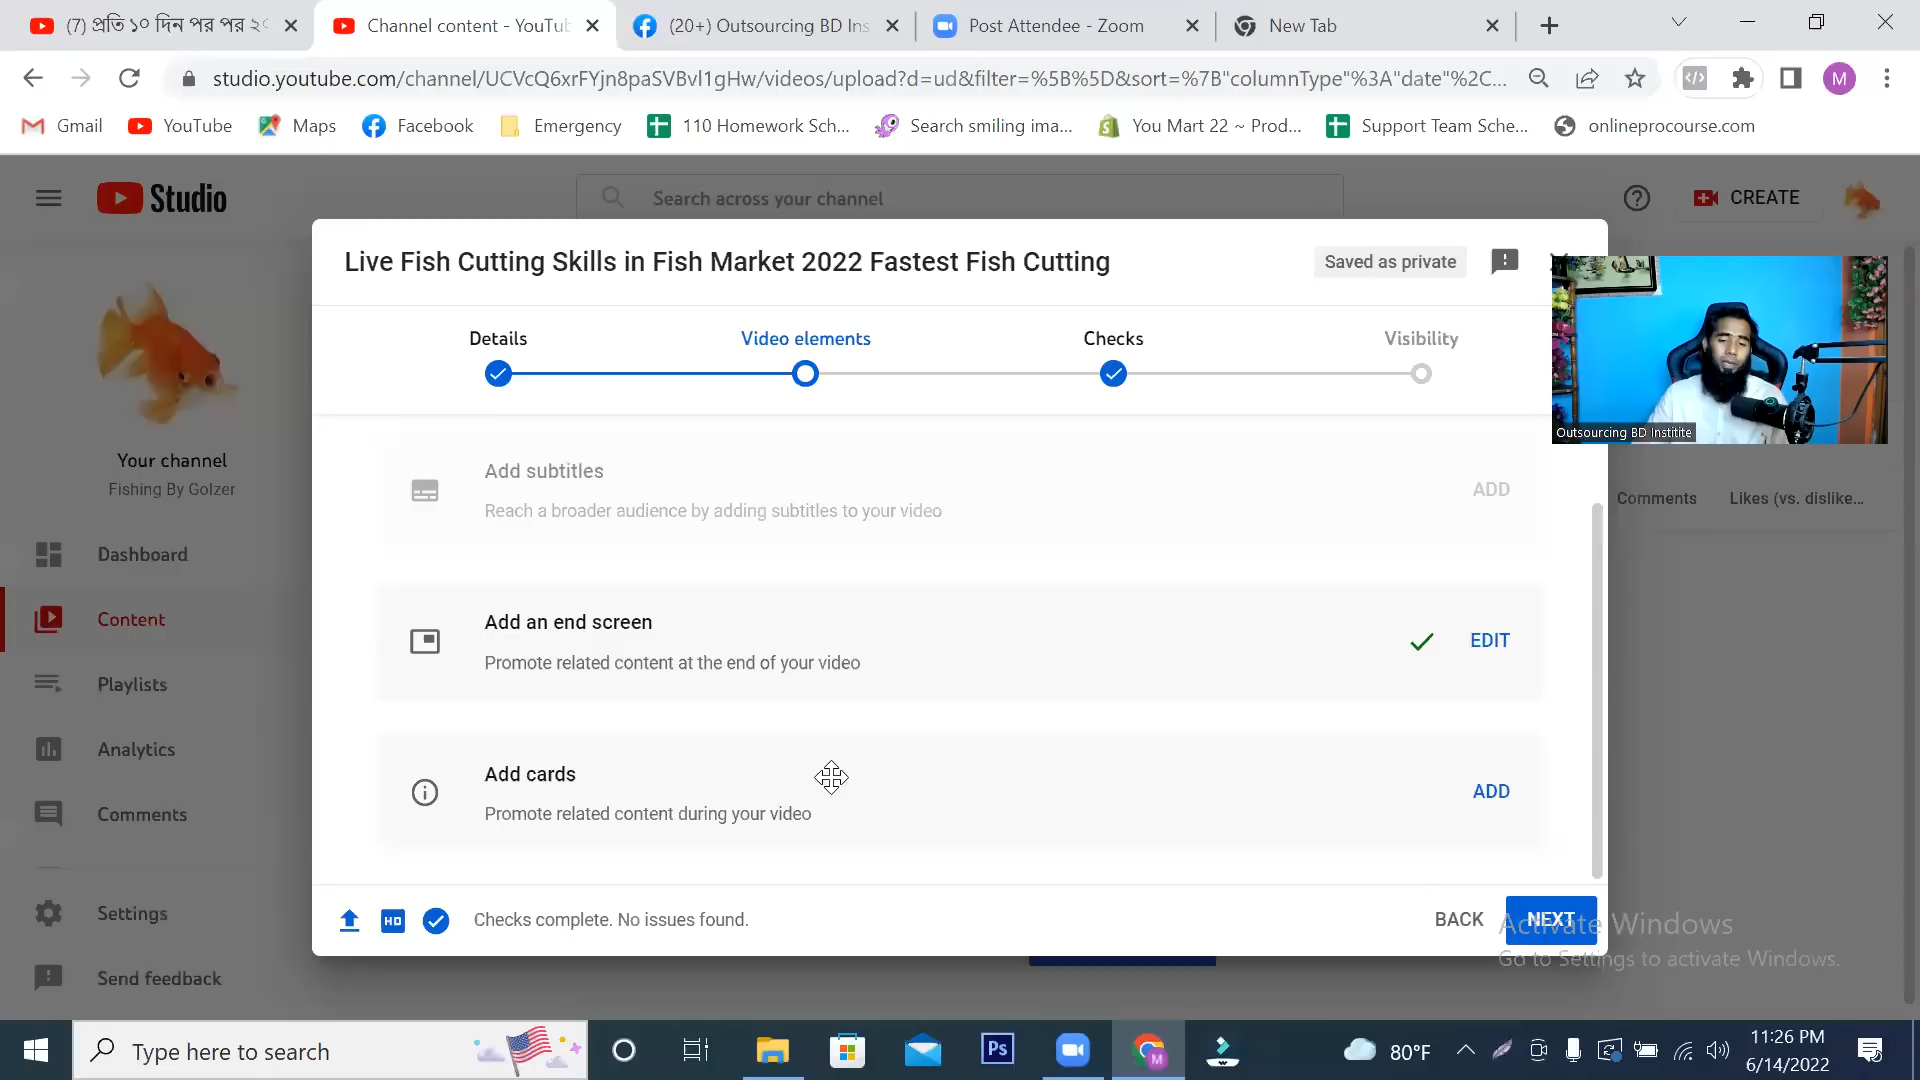 (7) প্রতি ১০ দিন পর পর ২৫
Channel content - YouTub
(20+) Outsourcing BD Ins
Post Attendee - Zoom
New Tab
studio.youtube.com/channel/UCVcQ6xrFYjn8paSVBvl1gHw/videos/upload?d=ud&filter=%5B%5D&sort=%7B"columnType"%3A"date"%2C...
M
Gmail
YouTube
Maps
Facebook
Emergency
110 Homework Sch...
Search smiling ima...
You Mart 22 ~ Prod...
Support Team Sche...
onlineprocourse.com
Studio
Search across your channel
CREATE
Live Fish Cutting Skills in Fish Market 2022 Fastest Fish Cutting
Saved as private
Details
Video elements
Checks
Visibility
Outsourcing BD Institite
Your channel
Fishing By Golzer
Add subtitles
Reach a broader audience by adding subtitles to your video
ADD
Comments
Likes (vs. dislike...
Dashboard
Content
Add an end screen
Promote related content at the end of your video
EDIT
Playlists
Analytics
Add cards
Promote related content during your video
ADD
Comments
Settings
HD
Checks complete. No issues found.
BACK
NEXT
Activate Windows
Go to Settings to activate Windows.
Send feedback
Type here to search
Ps
M
80°F
11:26 PM
6/14/2022